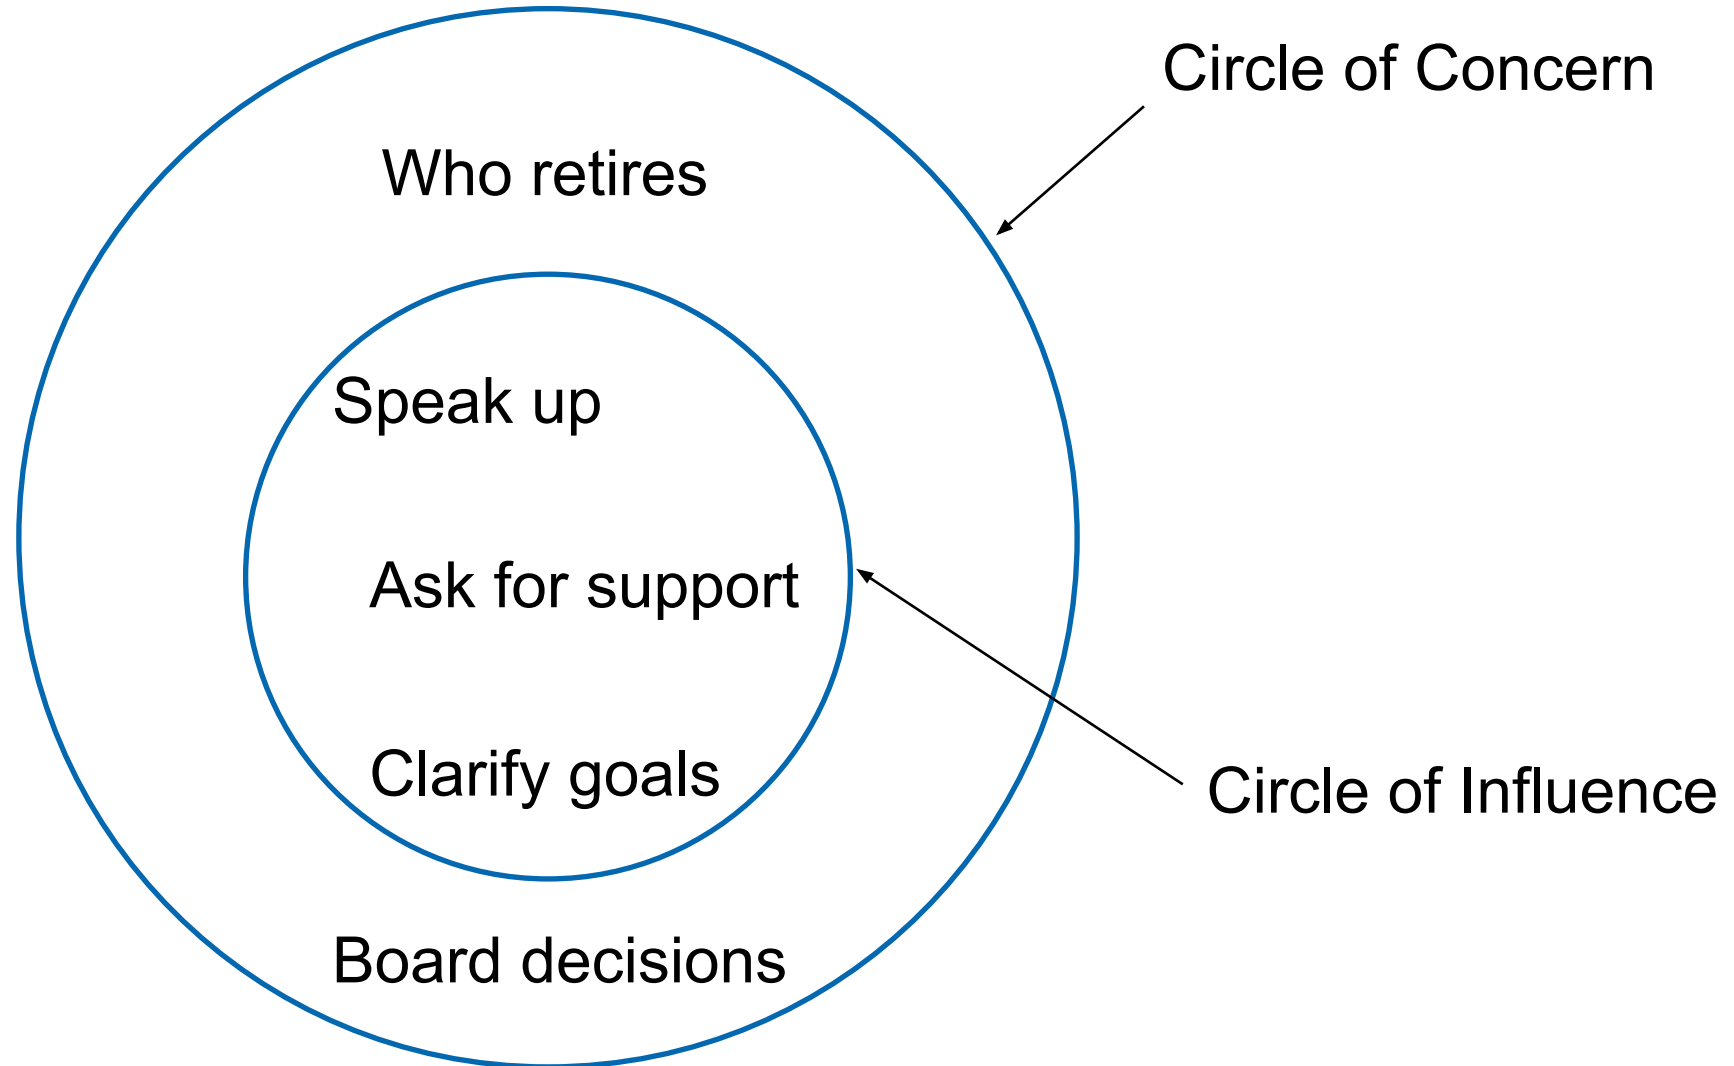 Circle of Concern
Who retires
Speak up
Ask for support
Clarify goals
Circle of Influence
Board decisions